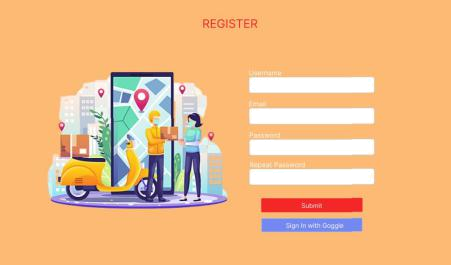 REGISTER
Username
Email
Password
Repeat Password
Submit
Sign In with Goggle